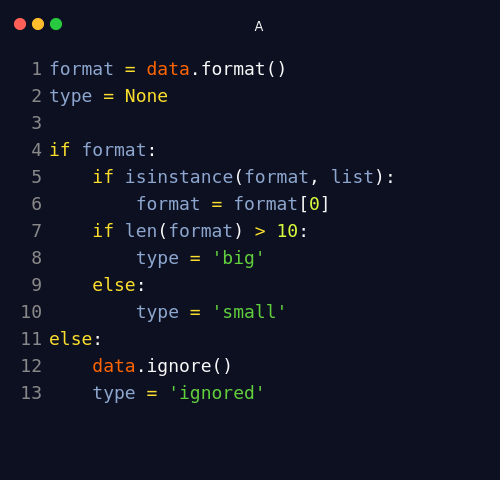 A
1 format = data.format()
2 type = None
3
4 if format:
5     if isinstance(format, list):
6         format = format[0]
7     if len(format) > 10:
8         type = 'big'
9     else:
10         type = 'small'
11 else:
12     data.ignore()
13     type = 'ignored'